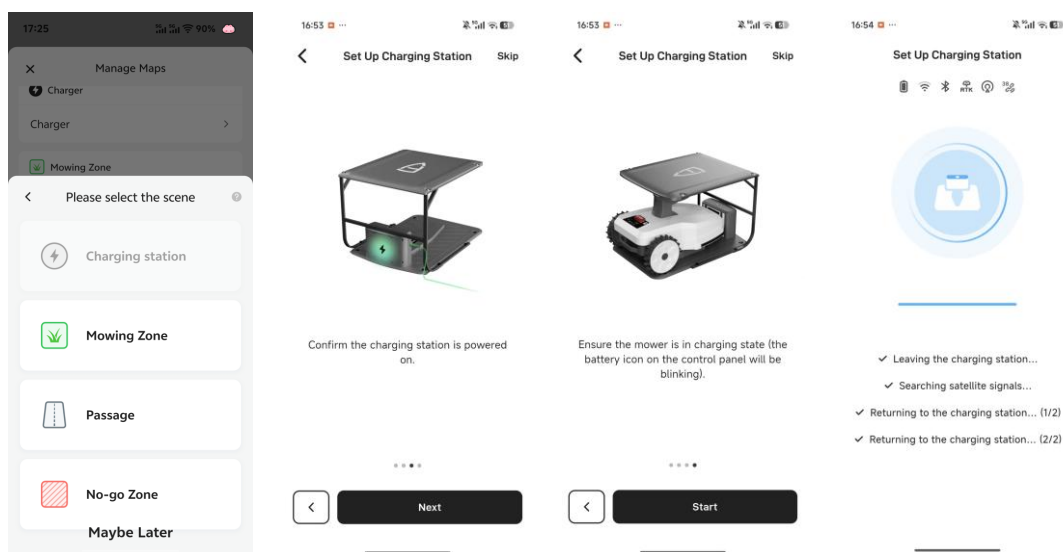 17:25
90%
Manage Maps
Charger
Charger
Mowing Zone
Please select the scene
Charging station
Mowing Zone
Passage
No-go Zone
Maybe Later
16:53
Set Up Charging Station Skip
Confirm the charging station is powered
on.
Next
16:53
Set Up Charging Station Skip
Ensure the mower is in charging state (the
battery icon on the control panel will be
blinking).
Start
16:54
Set Up Charging Station
RTK
Leaving the charging station...
Searching satellite signals...
Returning to the charging station... (1/2)
Returning to the charging station... (2/2)